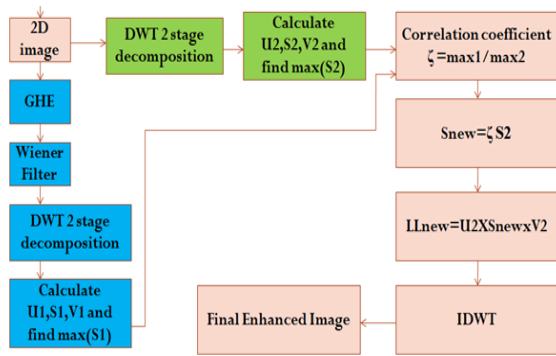 2D
image
DWT 2 stage
decomposition
Calculate
U2,S2,V2 and
find max(S2)
Correlation coefficient
ζ=max1/max2
GHE
Wiener
Filter
DWT 2 stage
decomposition
Calculate
U1,S1,V1 and
find max(S1)
Snew=ζS2
LLnew=U2XSnewxV2
IDWT
Final Enhanced Image